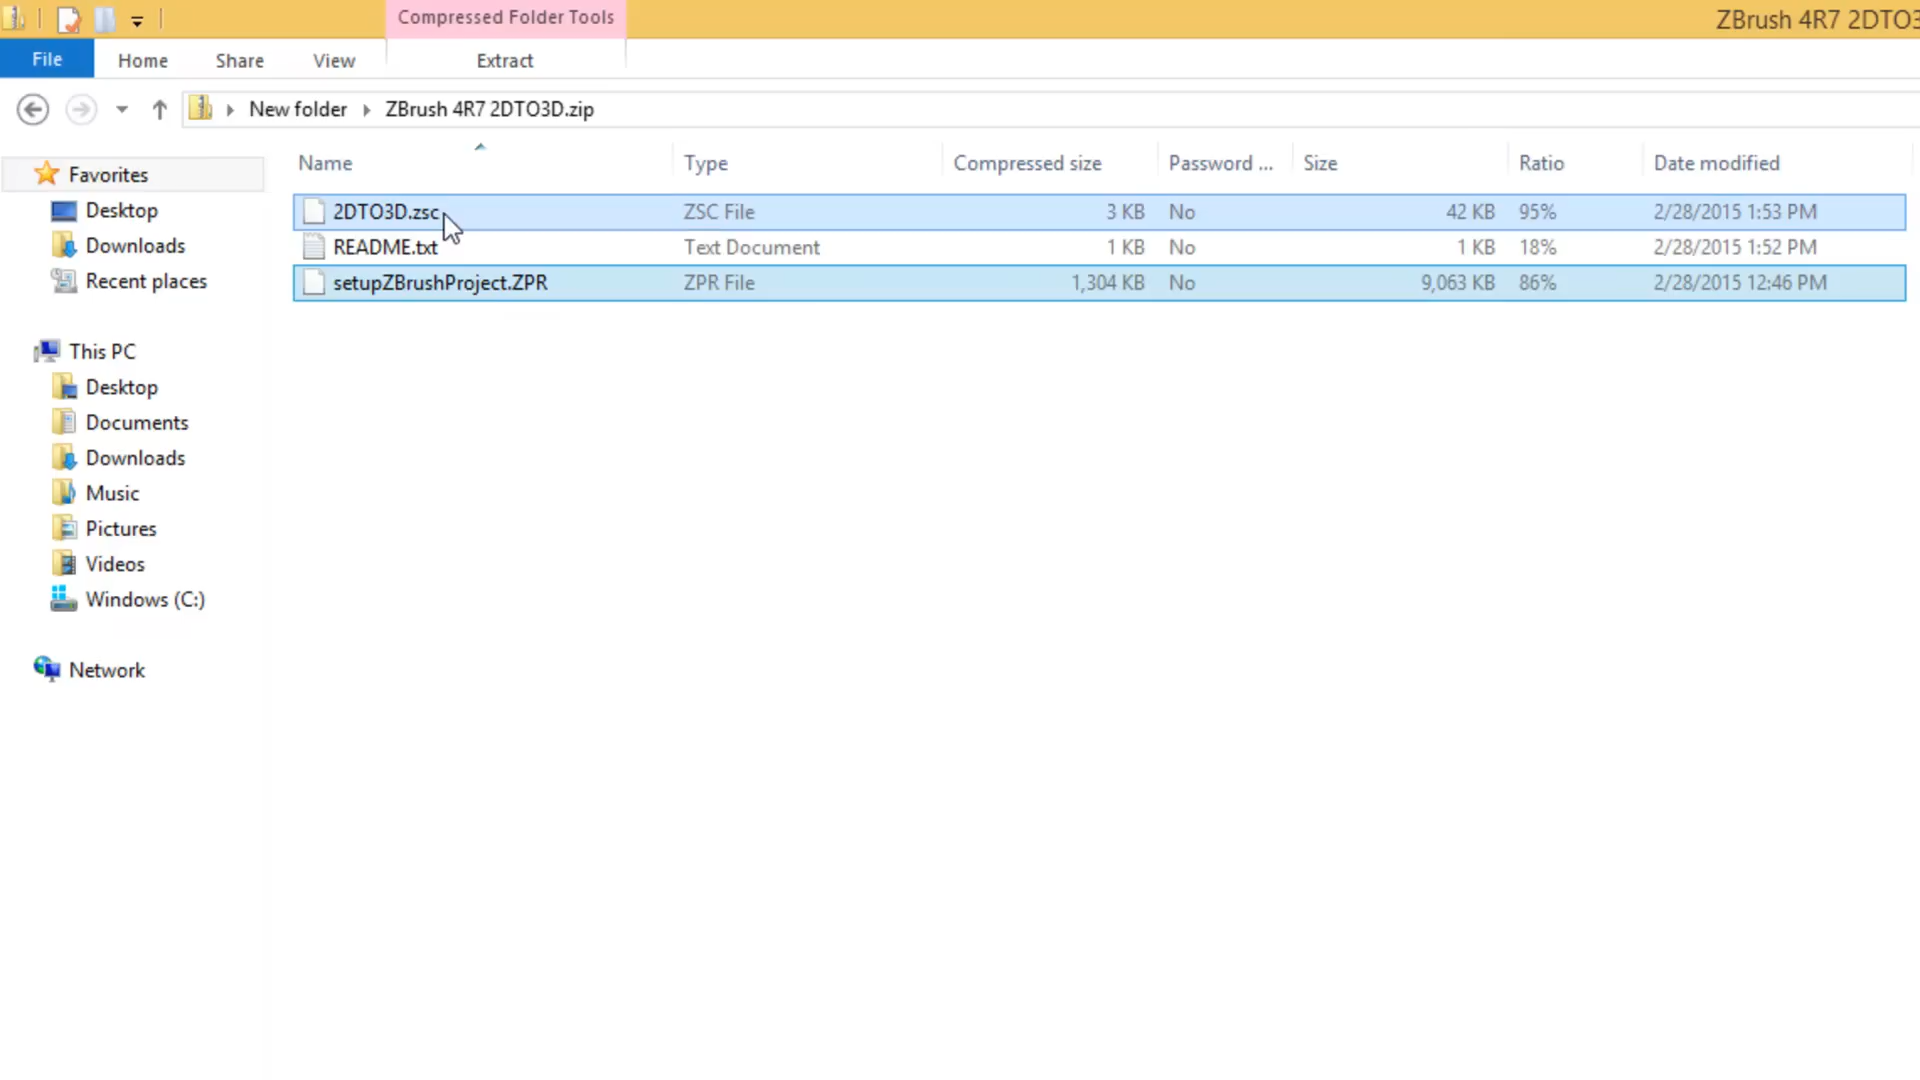 Compressed Folder Tools
ZBrush 4R7 2DTO3
File Home Share View Extract
New folder ZBrush 4R7 2DTO3D.zip
Name Type Compressed size Password ... Size Ratio Date modified
2DTO3D.zsc ZSC File 3 KB No 42 KB 95% 2/28/2015 1:53 PM
README.txt Text Document 1 KB No 1 KB 18% 2/28/2015 1:52 PM
setupZBrushProject.ZPR ZPR File 1,304 KB No 9,063 KB 86% 2/28/2015 12:46 PM
Favorites
Desktop
Downloads
Recent places
This PC
Desktop
Documents
Downloads
Music
Pictures
Videos
Windows (C:)
Network